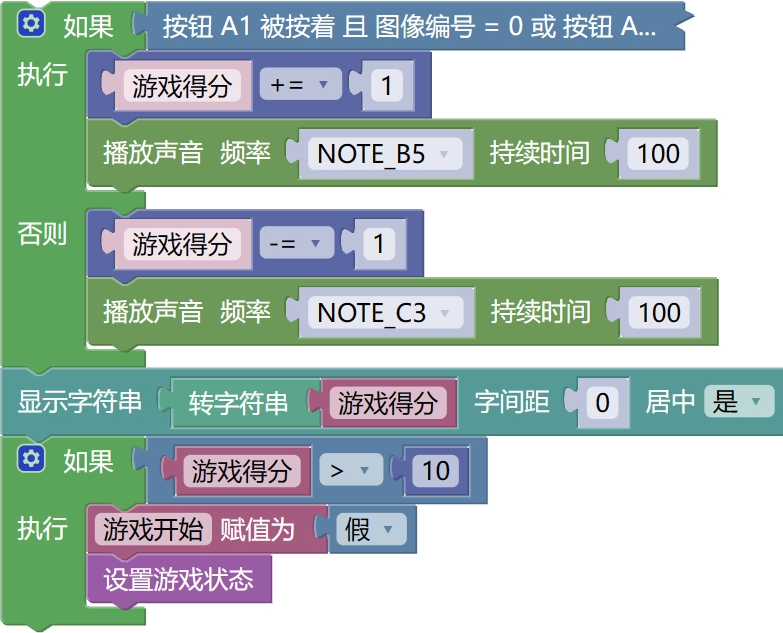 如果 按钮 A1 被按着 且 图像编号 = 0 或 按钮 A...
执行 游戏得分 += 1
播放声音 频率 NOTE_B5 持续时间 100
否则 游戏得分 -= 1
播放声音 频率 NOTE_C3 持续时间 100
显示字符串 转字符串 游戏得分 字间距 0 居中 是
如果 游戏得分 > 10
执行 游戏开始 赋值为 假
设置游戏状态